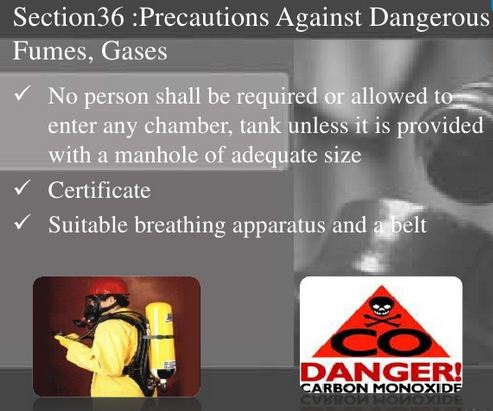 Section36 :Precautions Against Dangerous
Fumes, Gases
✓ No person shall be required or allowed to
enter any chamber, tank unless it is provided
with a manhole of adequate size
✓ Certificate
✓ Suitable breathing apparatus and a belt
CO
DANGER!
CARBON MONOXIDE